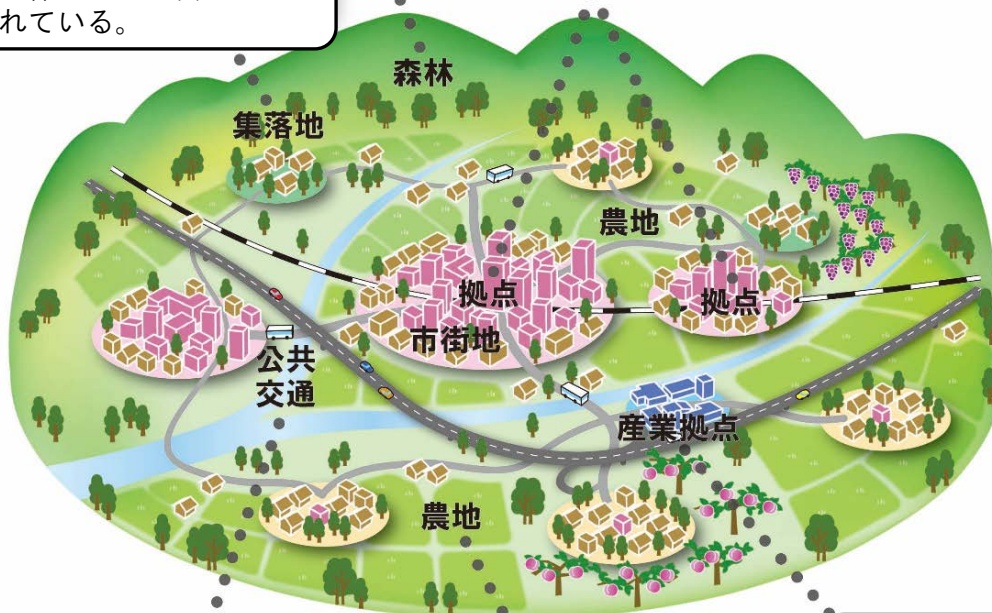 れている。
森林
集落地
農地
拠点
拠点
市街地
公共
交通
産業拠点
農地